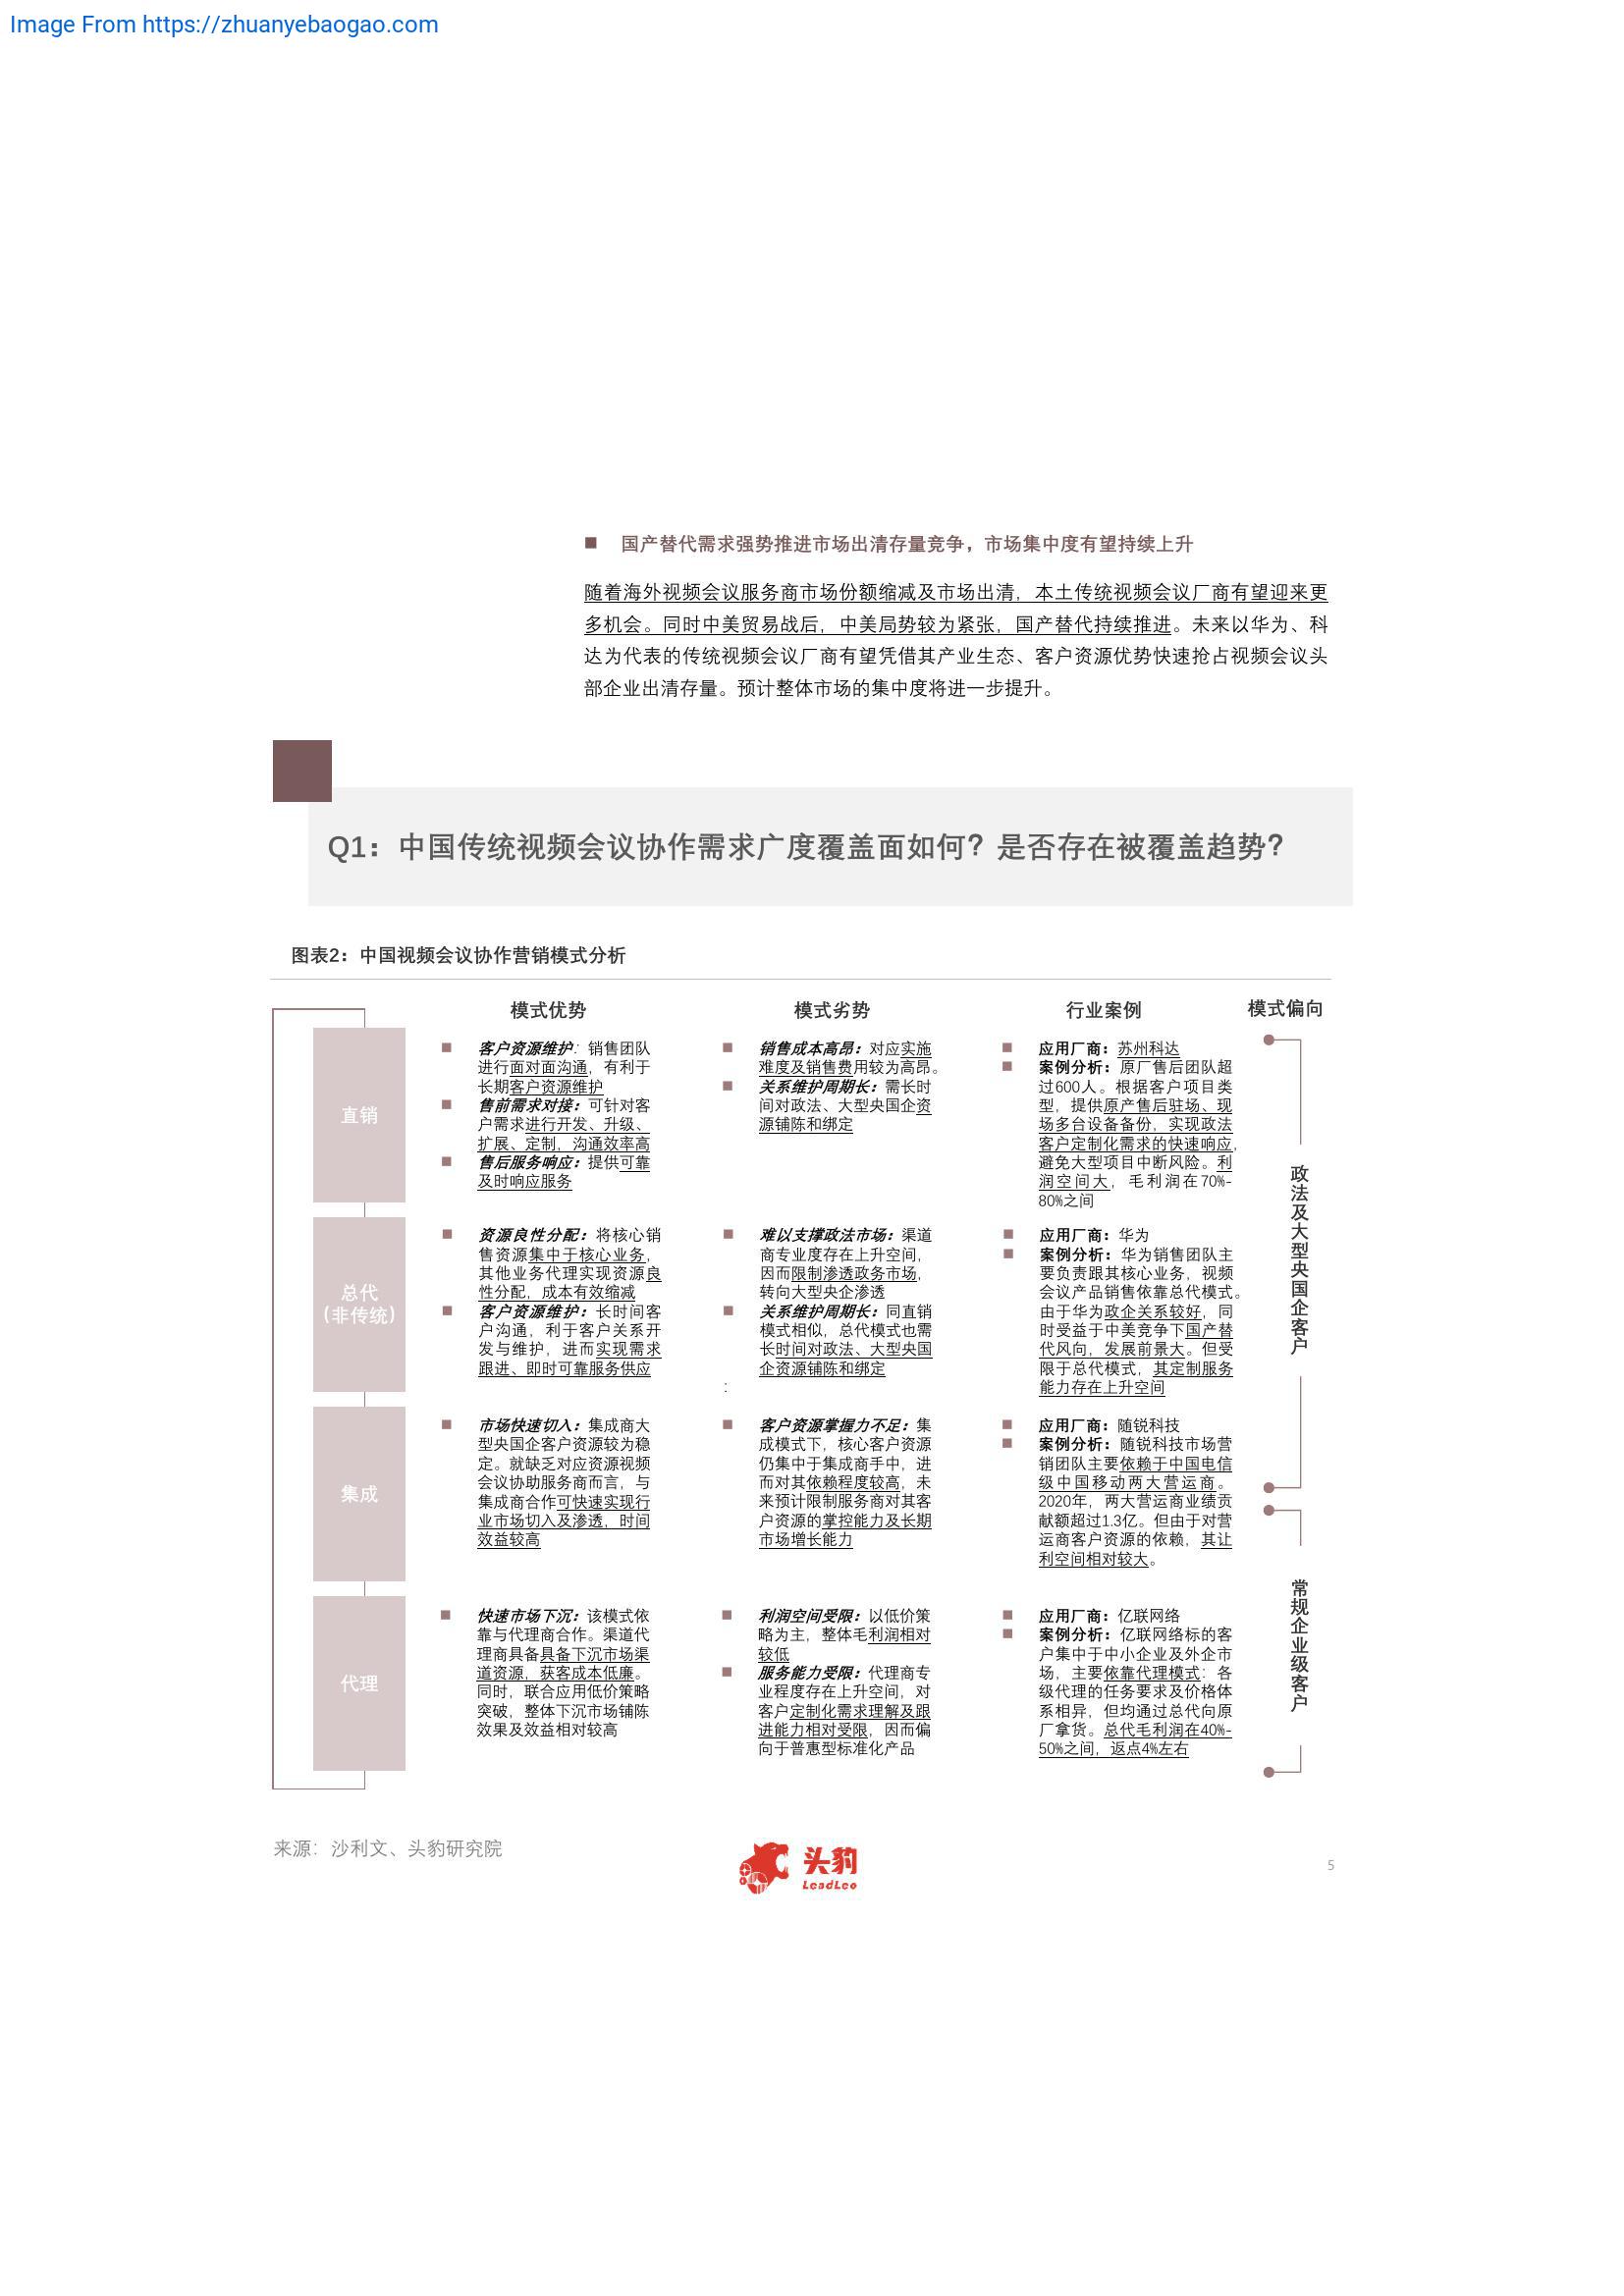 Image From https://zhuanyebaogao.com
■ 国产替代需求强势推进市场出清存量竞争，市场集中度有望持续上升
随着海外视频会议服务商市场份额缩减及市场出清，本土传统视频会议厂商有望迎来更
多机会。同时中美贸易战后，中美局势较为紧张，国产替代持续推进。未来以华为、科
达为代表的传统视频会议厂商有望凭借其产业生态、客户资源优势快速抢占视频会议头
部企业出清存量。预计整体市场的集中度将进一步提升。
Q1：中国传统视频会议协作需求广度覆盖面如何？是否存在被覆盖趋势？
图表2：中国视频会议协作营销模式分析
模式优势
模式劣势
行业案例
模式偏向
直销
■ 客户资源维护：销售团队
进行面对面沟通，有利于
长期客户资源维护
■ 售前需求对接：可针对客
户需求进行开发、升级、
扩展、定制，沟通效率高
■ 售后服务响应：提供可靠
及时响应服务
■ 销售成本高昂：对应实施
难度及销售费用较为高昂。
■ 关系维护周期长：需长时
间对政法、大型央国企资
源铺陈和绑定
■ 应用厂商：苏州科达
■ 案例分析：原厂售后团队超
过600人。根据客户项目类
型，提供原产售后驻场、现
场多台设备备份，实现政法
客户定制化需求的快速响应，
避免大型项目中断风险。利
润空间大，毛利润在70%-
80%之间
总代
(非传统)
■ 资源良性分配：将核心销
售资源集中于核心业务，
其他业务代理实现资源良
性分配，成本有效缩减
■ 客户资源维护：长时间客
户沟通，利于客户关系开
发与维护，进而实现需求
跟进、即时可靠服务供应
■ 难以支撑政法市场：渠道
商专业度存在上升空间，
因而限制渗透政务市场，
转向大型央企渗透
■ 关系维护周期长：同直销
模式相似，总代模式也需
长时间对政法、大型央国
企资源铺陈和绑定
：
■ 应用厂商：华为
■ 案例分析：华为销售团队主
要负责跟其核心业务，视频
会议产品销售依靠总代模式。
由于华为政企关系较好，同
时受益于中美竞争下国产替
代风向，发展前景大。但受
限于总代模式，其定制服务
能力存在上升空间
政法及大型央国企客户
集成
■ 市场快速切入：集成商大
型央国企客户资源较为稳
定。就缺乏对应资源视频
会议协助服务商而言，与
集成商合作可快速实现行
业市场切入及渗透，时间
效益较高
■ 客户资源掌握力不足：集
成模式下，核心客户资源
仍集中于集成商手中，进
而对其依赖程度较高，未
来预计限制服务商对其客
户资源的掌控能力及长期
市场增长能力
■ 应用厂商：随锐科技
■ 案例分析：随锐科技市场营
销团队主要依赖于中国电信
级中国移动两大营运商。
2020年，两大营运商业绩贡
献额超过1.3亿。但由于对营
运商客户资源的依赖，其让
利空间相对较大。
代理
■ 快速市场下沉：该模式依
靠与代理商合作。渠道代
理商具备具备下沉市场渠
道资源，获客成本低廉。
同时，联合应用低价策略
突破，整体下沉市场铺陈
效果及效益相对较高
■ 利润空间受限：以低价策
略为主，整体毛利润相对
较低
■ 服务能力受限：代理商专
业程度存在上升空间，对
客户定制化需求理解及跟
进能力相对受限，因而偏
向于普惠型标准化产品
■ 应用厂商：亿联网络
■ 案例分析：亿联网络标的客
户集中于中小企业及外企市
场，主要依靠代理模式；各
级代理的任务要求及价格体
系相异，但均通过总代向原
厂拿货。总代毛利润在40%-
50%之间，返点4%左右
常规企业级客户
来源：沙利文、头豹研究院
头豹
LeadLeo
5